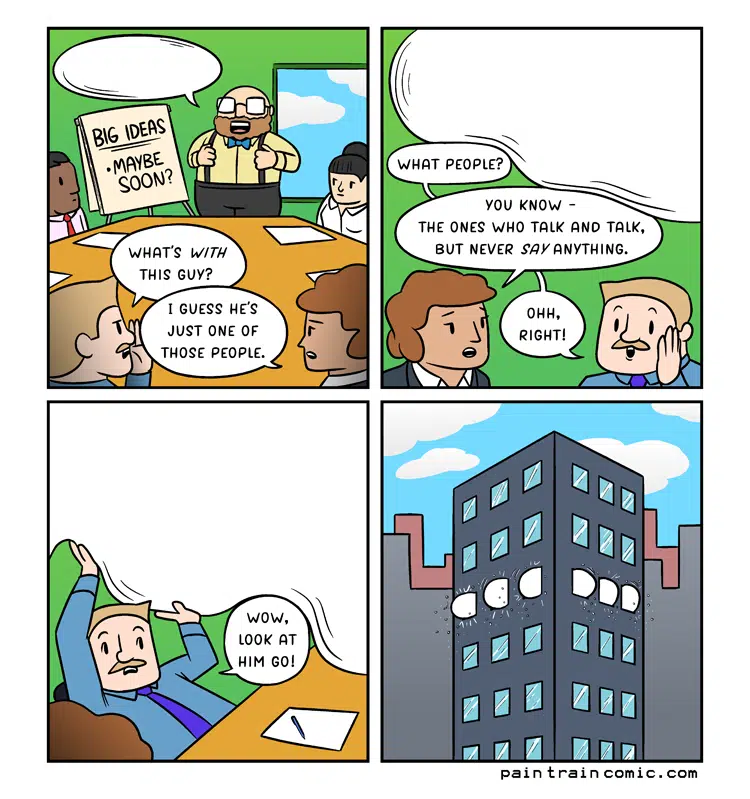 BIG IDEAS
•MAYBE
SOON?
WHAT'S WITH
THIS GUY?
I GUESS HE'S
JUST ONE OF
THOSE PEOPLE.
WHAT PEOPLE?
YOU KNOW -
THE ONES WHO TALK AND TALK,
BUT NEVER SAY ANYTHING.
OHH,
RIGHT!
WOW,
LOOK AT
HIM GO!
paintraincomic.com